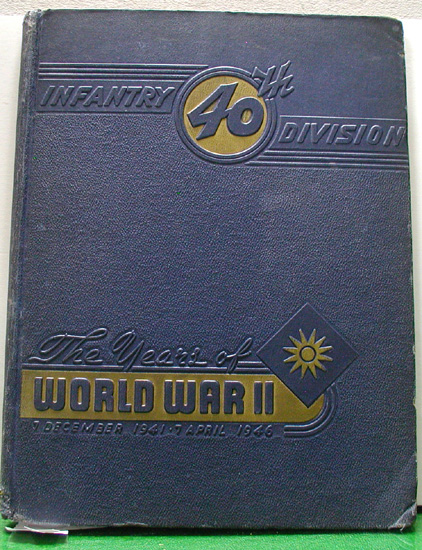 40th
INFANTRY DIVISION
The Years of
WORLD WAR II
7 DECEMBER 1941 · 7 APRIL 1946